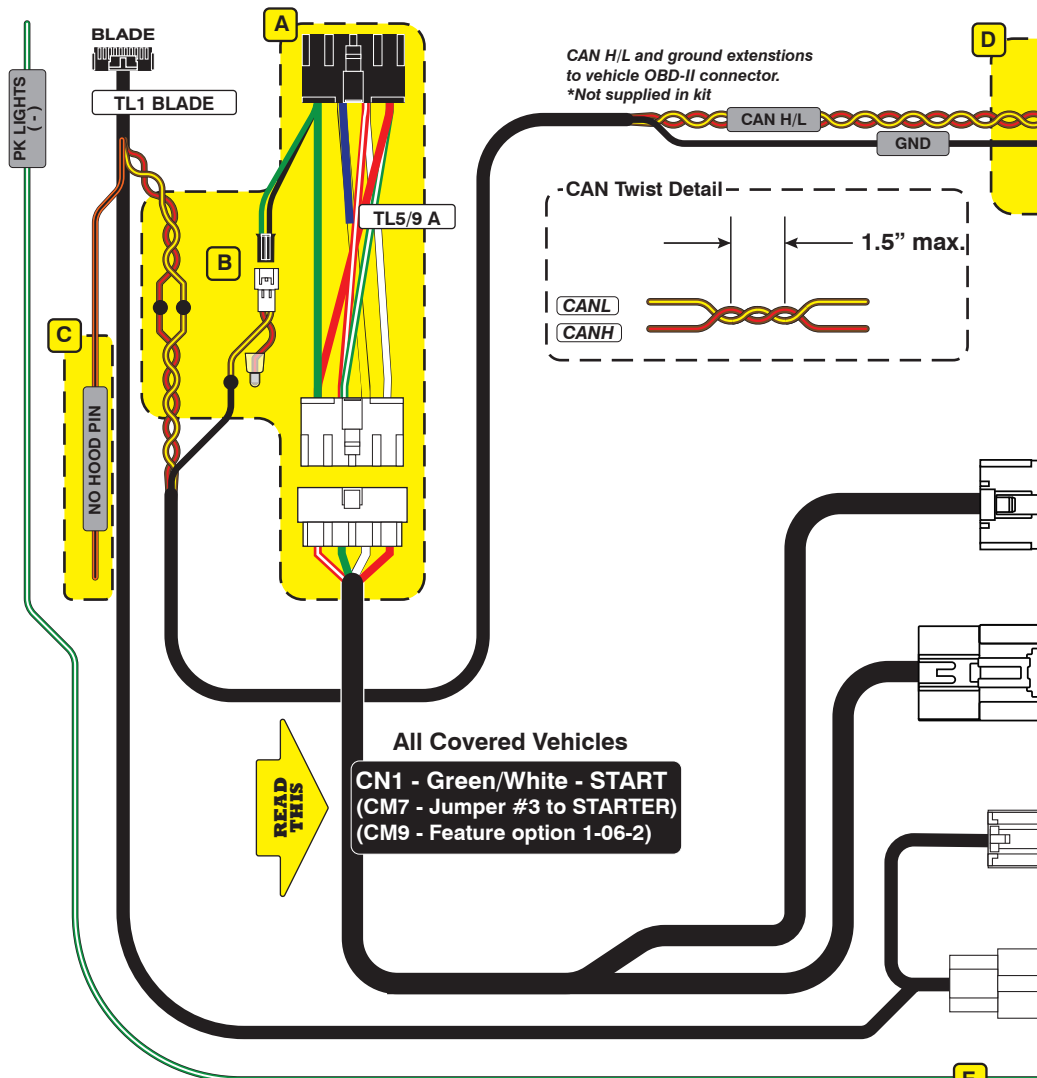 A
BLADE
TL1 BLADE
PK LIGHTS
(-)
CAN H/L and ground extenstions
to vehicle OBD-II connector.
*Not supplied in kit
D
CAN H/L
GND
CAN Twist Detail
1.5” max.
CANL
CANH
TL5/9 A
B
C
NO HOOD PIN
READ
THIS
All Covered Vehicles
CN1 - Green/White - START
(CM7 - Jumper #3 to STARTER)
(CM9 - Feature option 1-06-2)